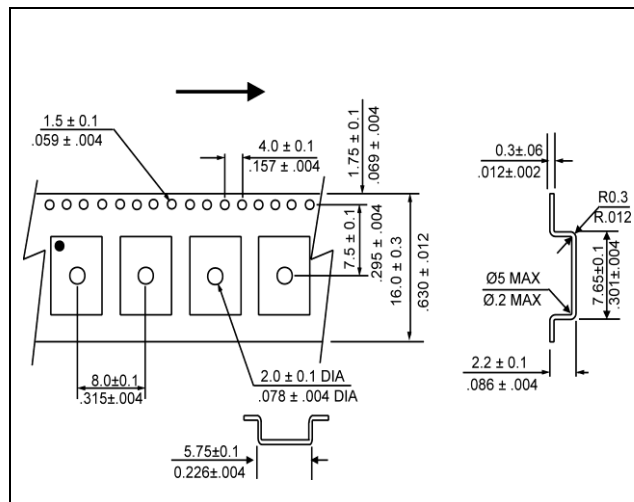 1.5 ± 0.1
.059 ± .004
4.0 ± 0.1
.157 ± .004
1.75 ± 0.1
.069 ± .004
0.3±.06
.012±.002
R0.3
R.012
7.5 ± 0.1
.295 ± .004
16.0 ± 0.3
.630 ± .012
Ø5 MAX
Ø.2 MAX
7.65±0.1
.301±.004
8.0±0.1
.315±.004
2.0 ± 0.1 DIA
.078 ± .004 DIA
2.2 ± 0.1
.086 ± .004
5.75±0.1
0.226±.004